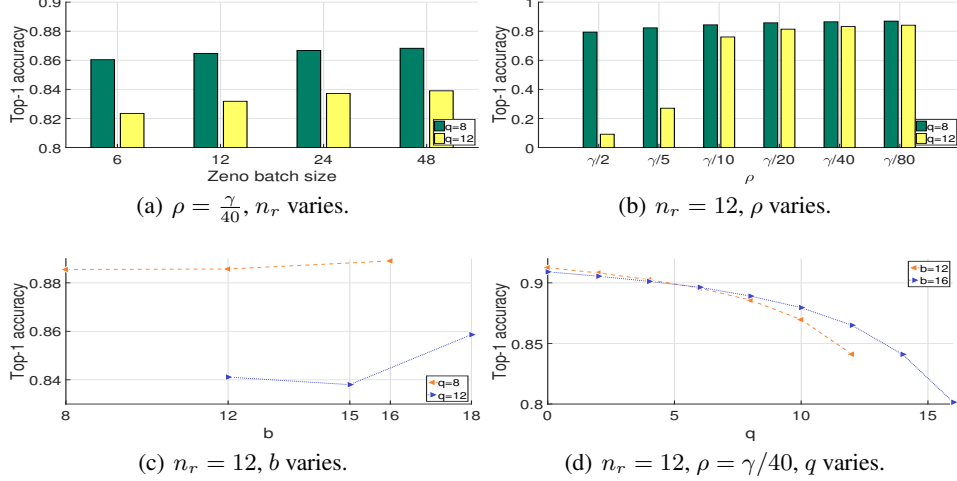 0.9
0.88
0.86
0.84
0.82
0.8
Top-1 accuracy
6 12 24 48
Zeno batch size
q=8
q=12
(a) ρ = γ/40, n_r varies.
1
0.8
0.6
0.4
0.2
0
Top-1 accuracy
γ/2 γ/5 γ/10 γ/20 γ/40 γ/80
ρ
q=8
q=12
(b) n_r = 12, ρ varies.
0.88
0.86
0.84
Top-1 accuracy
8 12 15 16 18
b
q=8
q=12
(c) n_r = 12, b varies.
0.9
0.85
0.8
Top-1 accuracy
0 5 10 15
q
b=12
b=16
(d) n_r = 12, ρ = γ/40, q varies.